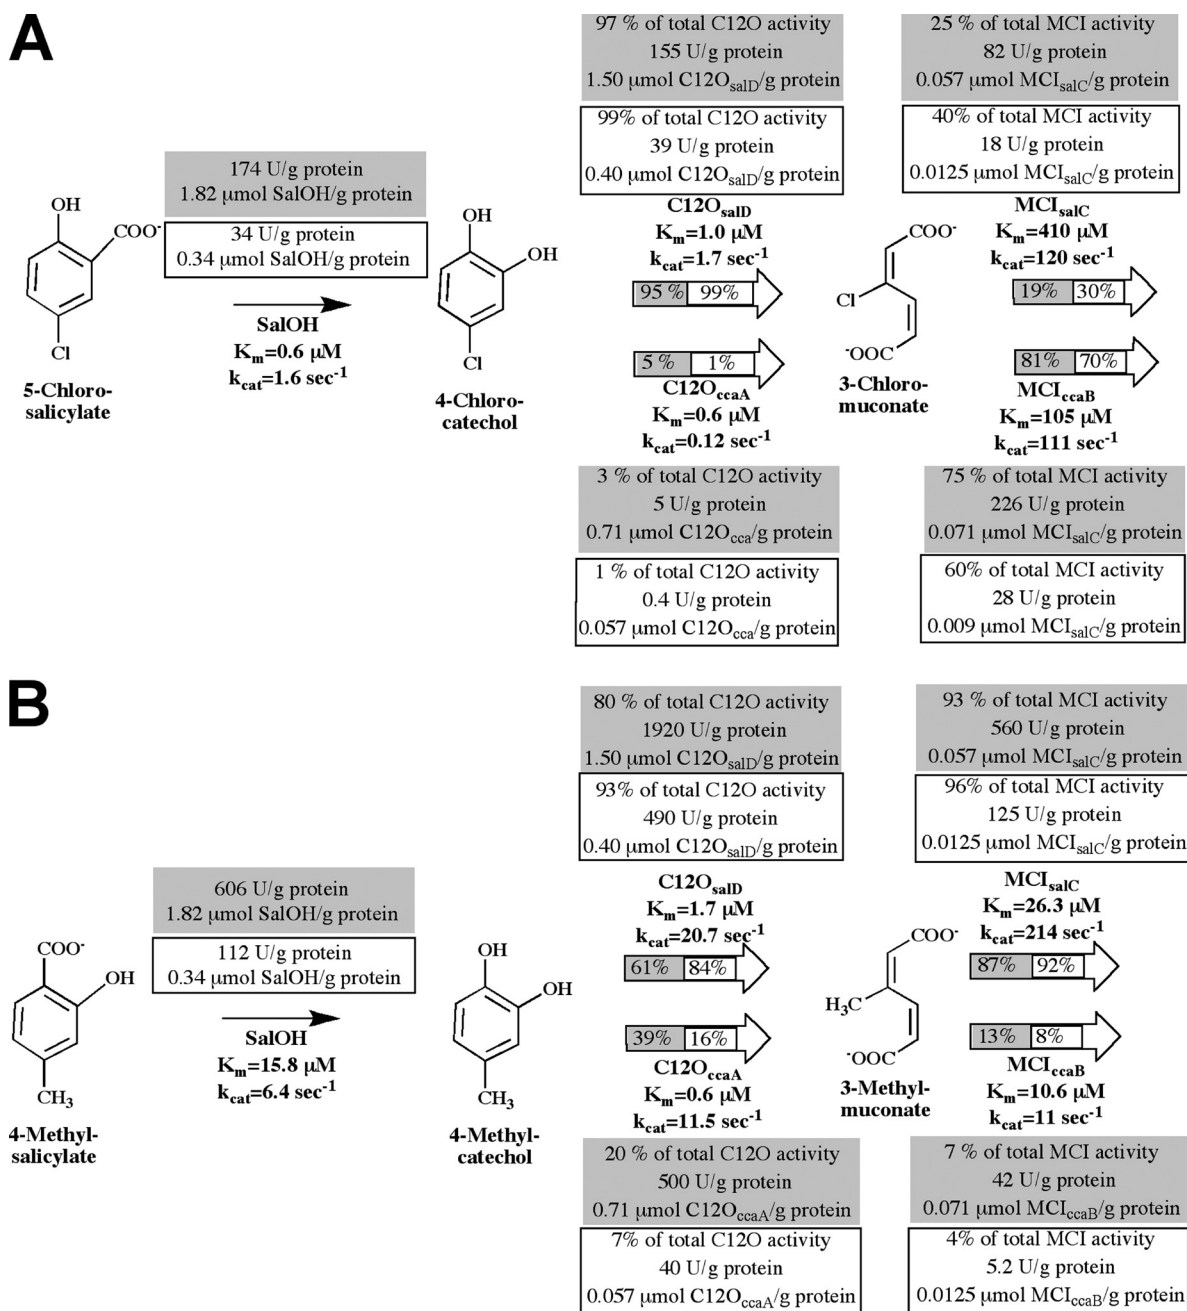 A
97 % of total C12O activity
155 U/g protein
1.50 μmol C12OsalD/g protein
99% of total C12O activity
39 U/g protein
0.40 μmol C12OsalD/g protein
25 % of total MCI activity
82 U/g protein
0.057 μmol MCIsalC/g protein
40% of total MCI activity
18 U/g protein
0.0125 μmol MCIsalC/g protein
174 U/g protein
1.82 μmol SalOH/g protein
34 U/g protein
0.34 μmol SalOH/g protein
OH
COO-
Cl
5-Chloro-
salicylate
SalOH
Km=0.6 μM
kcat=1.6 sec-1
OH
OH
Cl
4-Chloro-
catechol
C12OsalD
Km=1.0 μM
kcat=1.7 sec-1
95 % 99%
5 % 1%
C12OccaA
Km=0.6 μM
kcat=0.12 sec-1
COO-
Cl
-OOC
3-Chloro-
muconate
MCIsalC
Km=410 μM
kcat=120 sec-1
19% 30%
81% 70%
MCIccaB
Km=105 μM
kcat=111 sec-1
3 % of total C12O activity
5 U/g protein
0.71 μmol C12Occa/g protein
1 % of total C12O activity
0.4 U/g protein
0.057 μmol C12Occa/g protein
75 % of total MCI activity
226 U/g protein
0.071 μmol MCIsalC/g protein
60% of total MCI activity
28 U/g protein
0.009 μmol MCIsalC/g protein
B
80 % of total C12O activity
1920 U/g protein
1.50 μmol C12OsalD/g protein
93% of total C12O activity
490 U/g protein
0.40 μmol C12OsalD/g protein
93 % of total MCI activity
560 U/g protein
0.057 μmol MCIsalC/g protein
96% of total MCI activity
125 U/g protein
0.0125 μmol MCIsalC/g protein
606 U/g protein
1.82 μmol SalOH/g protein
112 U/g protein
0.34 μmol SalOH/g protein
COO-
OH
CH3
4-Methyl-
salicylate
SalOH
Km=15.8 μM
kcat=6.4 sec-1
OH
OH
CH3
4-Methyl-
catechol
C12OsalD
Km=1.7 μM
kcat=20.7 sec-1
61% 84%
39% 16%
C12OccaA
Km=0.6 μM
kcat=11.5 sec-1
COO-
H3C
-OOC
3-Methyl-
muconate
MCIsalC
Km=26.3 μM
kcat=214 sec-1
87% 92%
13% 8%
MCIccaB
Km=10.6 μM
kcat=11 sec-1
20 % of total C12O activity
500 U/g protein
0.71 μmol C12OccaA/g protein
7% of total C12O activity
40 U/g protein
0.057 μmol C12OccaA/g protein
7 % of total MCI activity
42 U/g protein
0.071 μmol MCIccaB/g protein
4% of total MCI activity
5.2 U/g protein
0.0125 μmol MCIccaB/g protein